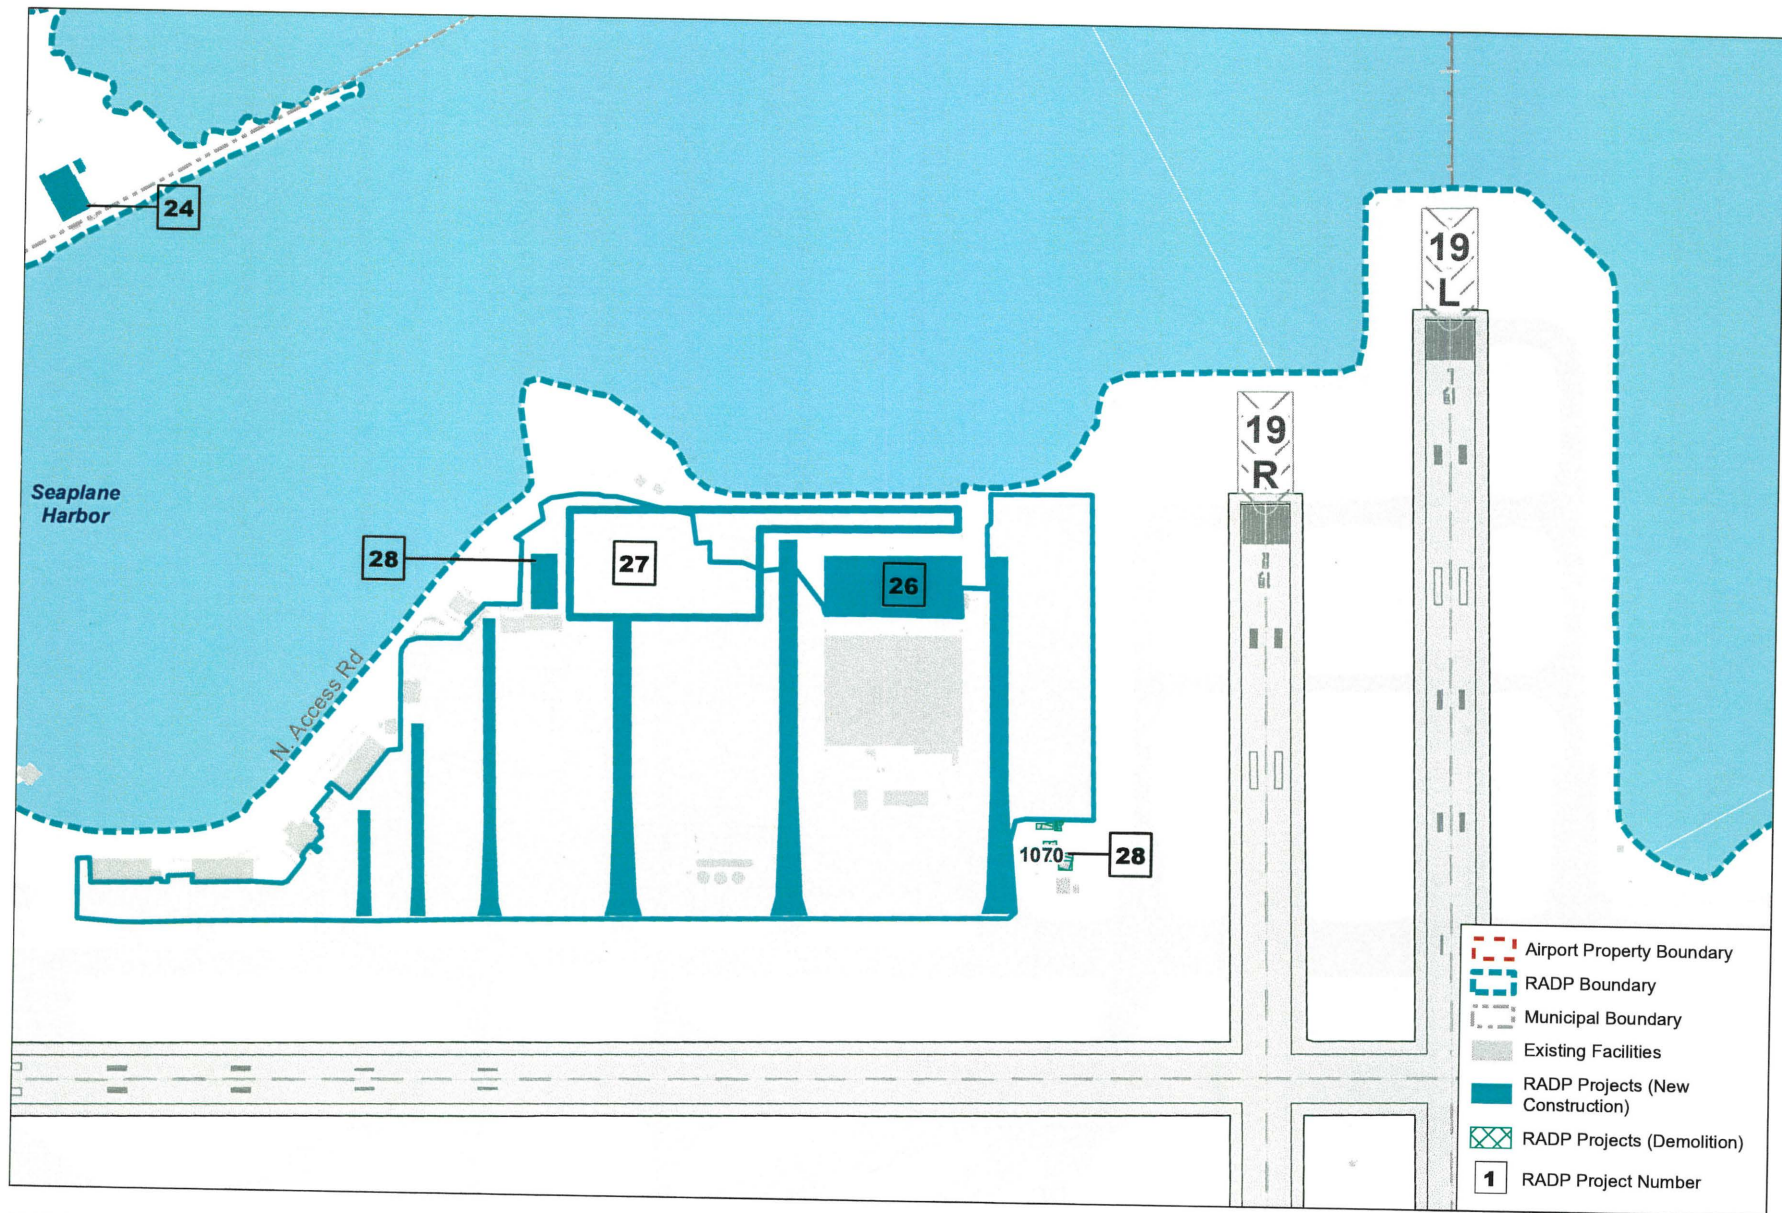 24
19
L
19
R
Seaplane
Harbor
28
27
26
N. Access Rd
1070
28
Airport Property Boundary
RADP Boundary
Municipal Boundary
Existing Facilities
RADP Projects (New
Construction)
RADP Projects (Demolition)
1 RADP Project Number